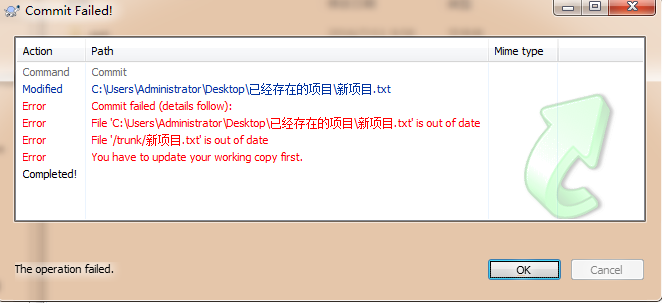 Commit Failed!
Action Path Mime type
Command Commit
Modified C:\Users\Administrator\Desktop\已经存在的项目\新项目.txt
Error Commit failed (details follow):
Error File 'C:\Users\Administrator\Desktop\已经存在的项目\新项目.txt' is out of date
Error File '/trunk/新项目.txt' is out of date
Error You have to update your working copy first.
Completed!
The operation failed.
OK Cancel